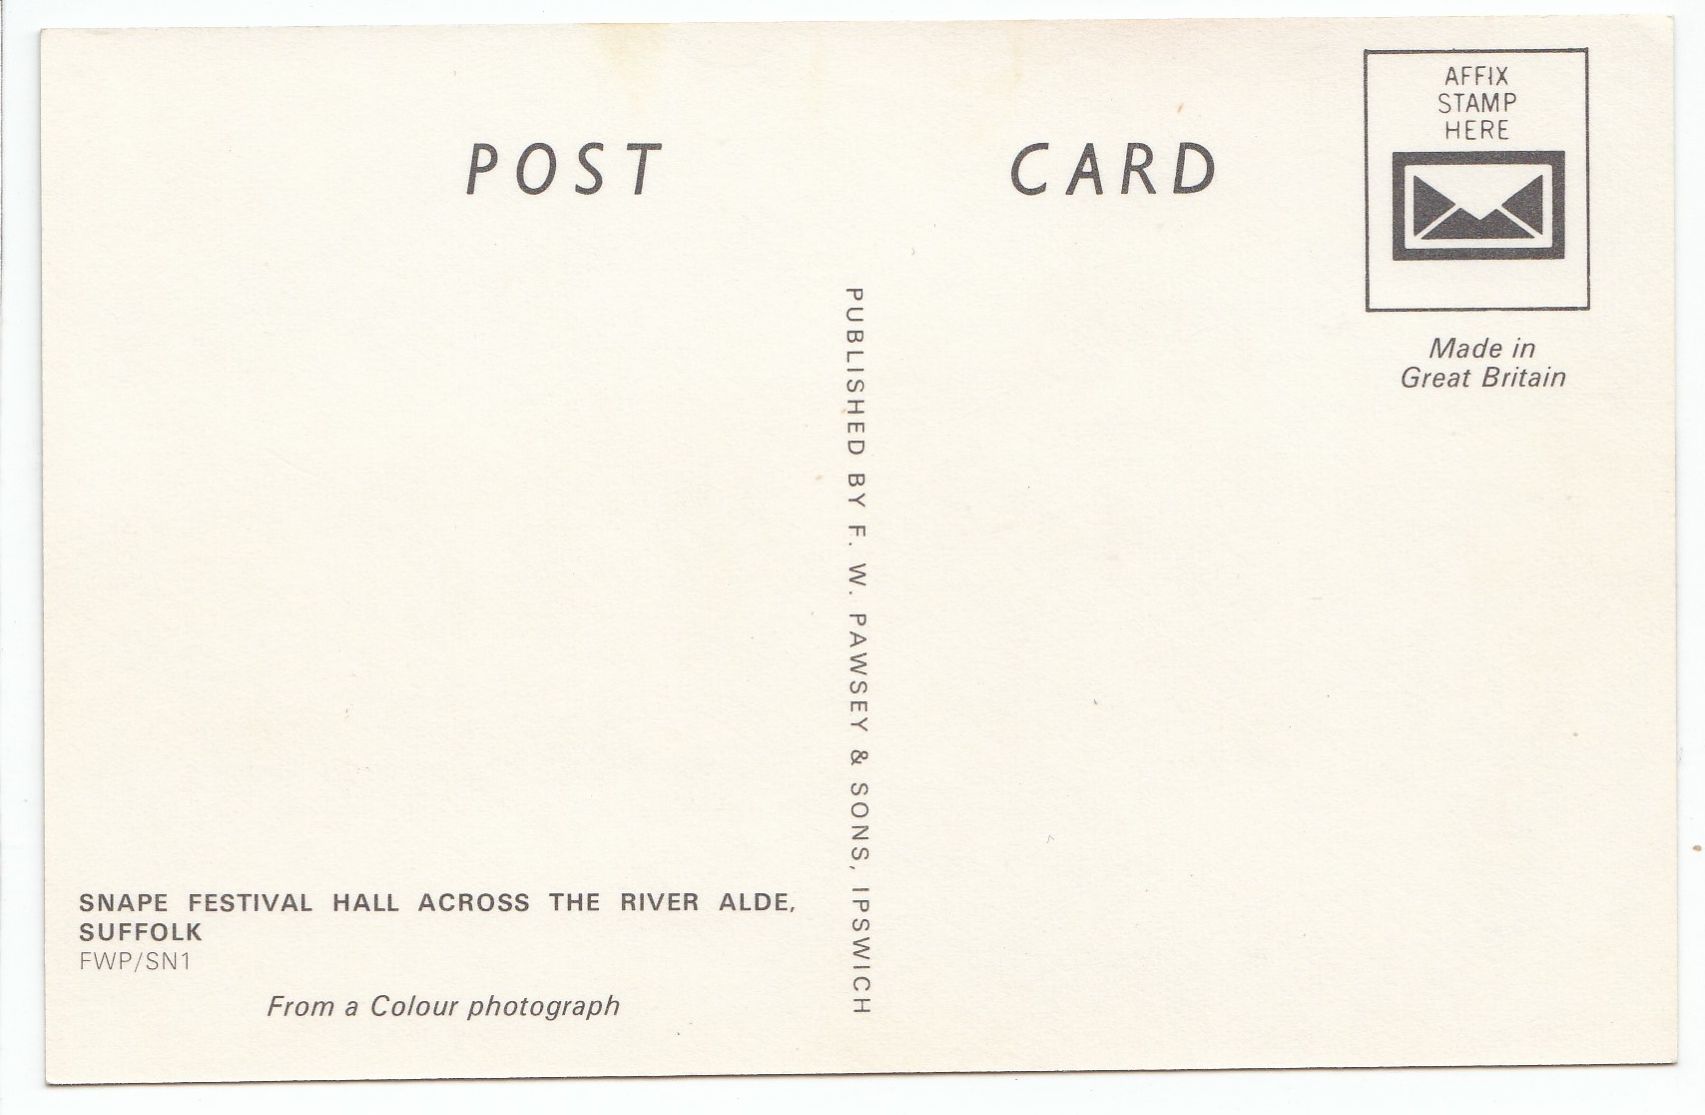 POST CARD
AFFIX
STAMP
HERE
Made in
Great Britain
PUBLISHED BY F. W. PAWSEY & SONS, IPSWICH
SNAPE FESTIVAL HALL ACROSS THE RIVER ALDE,
SUFFOLK
FWP/SN1
From a Colour photograph